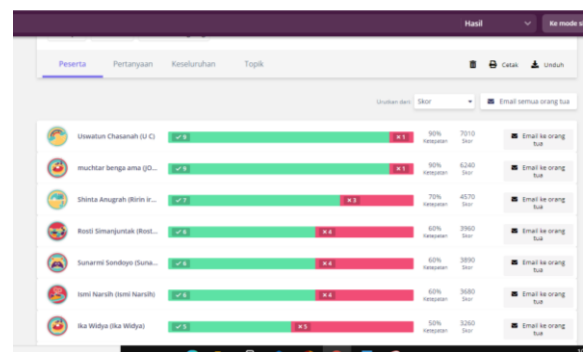 Hasil
Ke mode s
Peserta Pertanyaan Keseluruhan Topik Cetak Unduh
Urutkan dari: Skor Email semua orang tua
Uswatun Chasanah (U C) ✓ 9 ✕ 1 90% Ketepatan 7010 Skor Email ke orang tua
muchtar benga ama (JO... ✓ 9 ✕ 1 90% Ketepatan 6240 Skor Email ke orang tua
Shinta Anugrah (Ririn Ir... ✓ 7 ✕ 3 70% Ketepatan 4570 Skor Email ke orang tua
Rosti Simanjuntak (Rost... ✓ 6 ✕ 4 60% Ketepatan 3960 Skor Email ke orang tua
Sunarmi Sondoyo (Suna... ✓ 6 ✕ 4 60% Ketepatan 3890 Skor Email ke orang tua
Ismi Narsih (Ismi Narsih) ✓ 6 ✕ 4 60% Ketepatan 3680 Skor Email ke orang tua
Ika Widya (Ika Widya) ✓ 5 ✕ 5 50% Ketepatan 3260 Skor Email ke orang tua